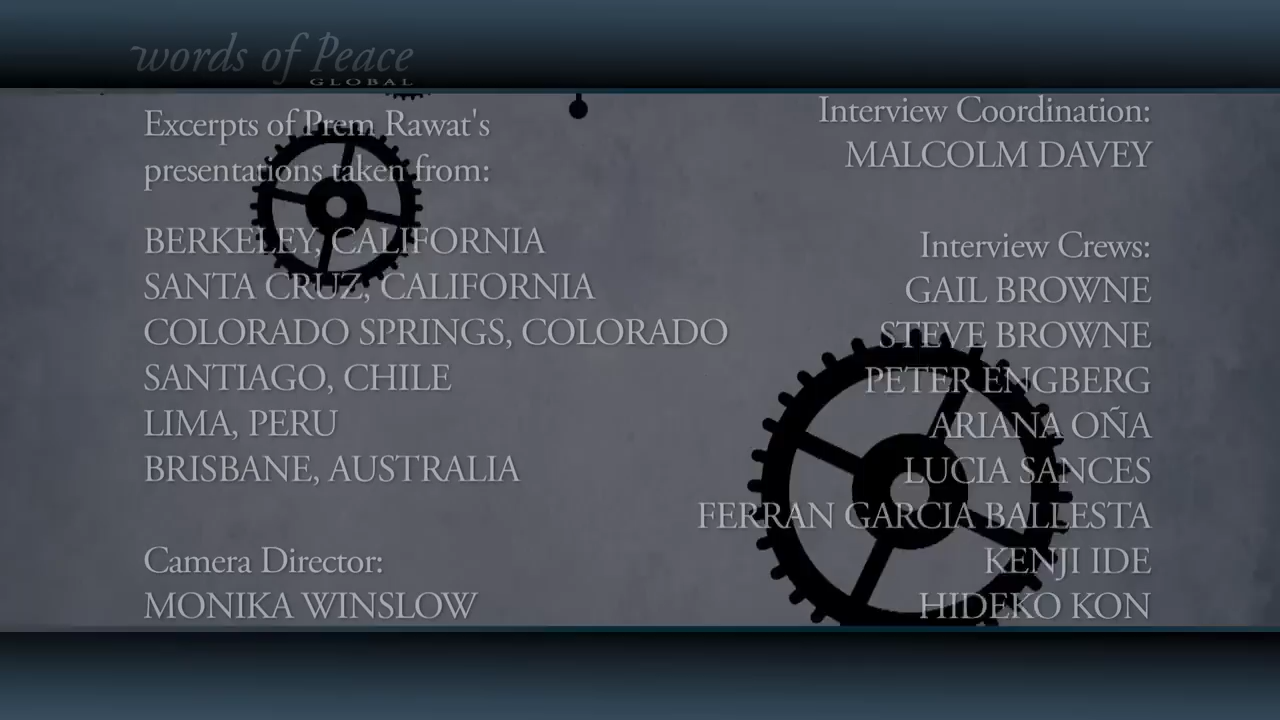 words of Peace
GLOBAL
Excerpts of Prem Rawat's
presentations taken from:
BERKELEY, CALIFORNIA
SANTA CRUZ, CALIFORNIA
COLORADO SPRINGS, COLORADO
SANTIAGO, CHILE
LIMA, PERU
BRISBANE, AUSTRALIA
Camera Director:
MONIKA WINSLOW
Interview Coordination:
MALCOLM DAVEY
Interview Crews:
GAIL BROWNE
STEVE BROWNE
PETER ENGBERG
ARIANA OÑA
LUCIA SANCES
FERRAN GARCIA BALLESTA
KENJI IDE
HIDEKO KON